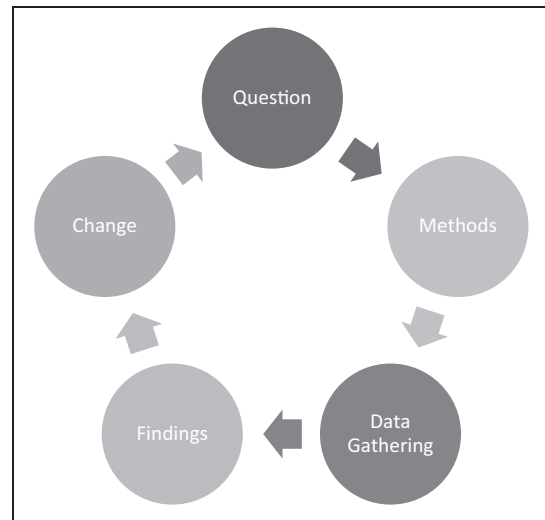 Question
Methods
Data
Gathering
Findings
Change